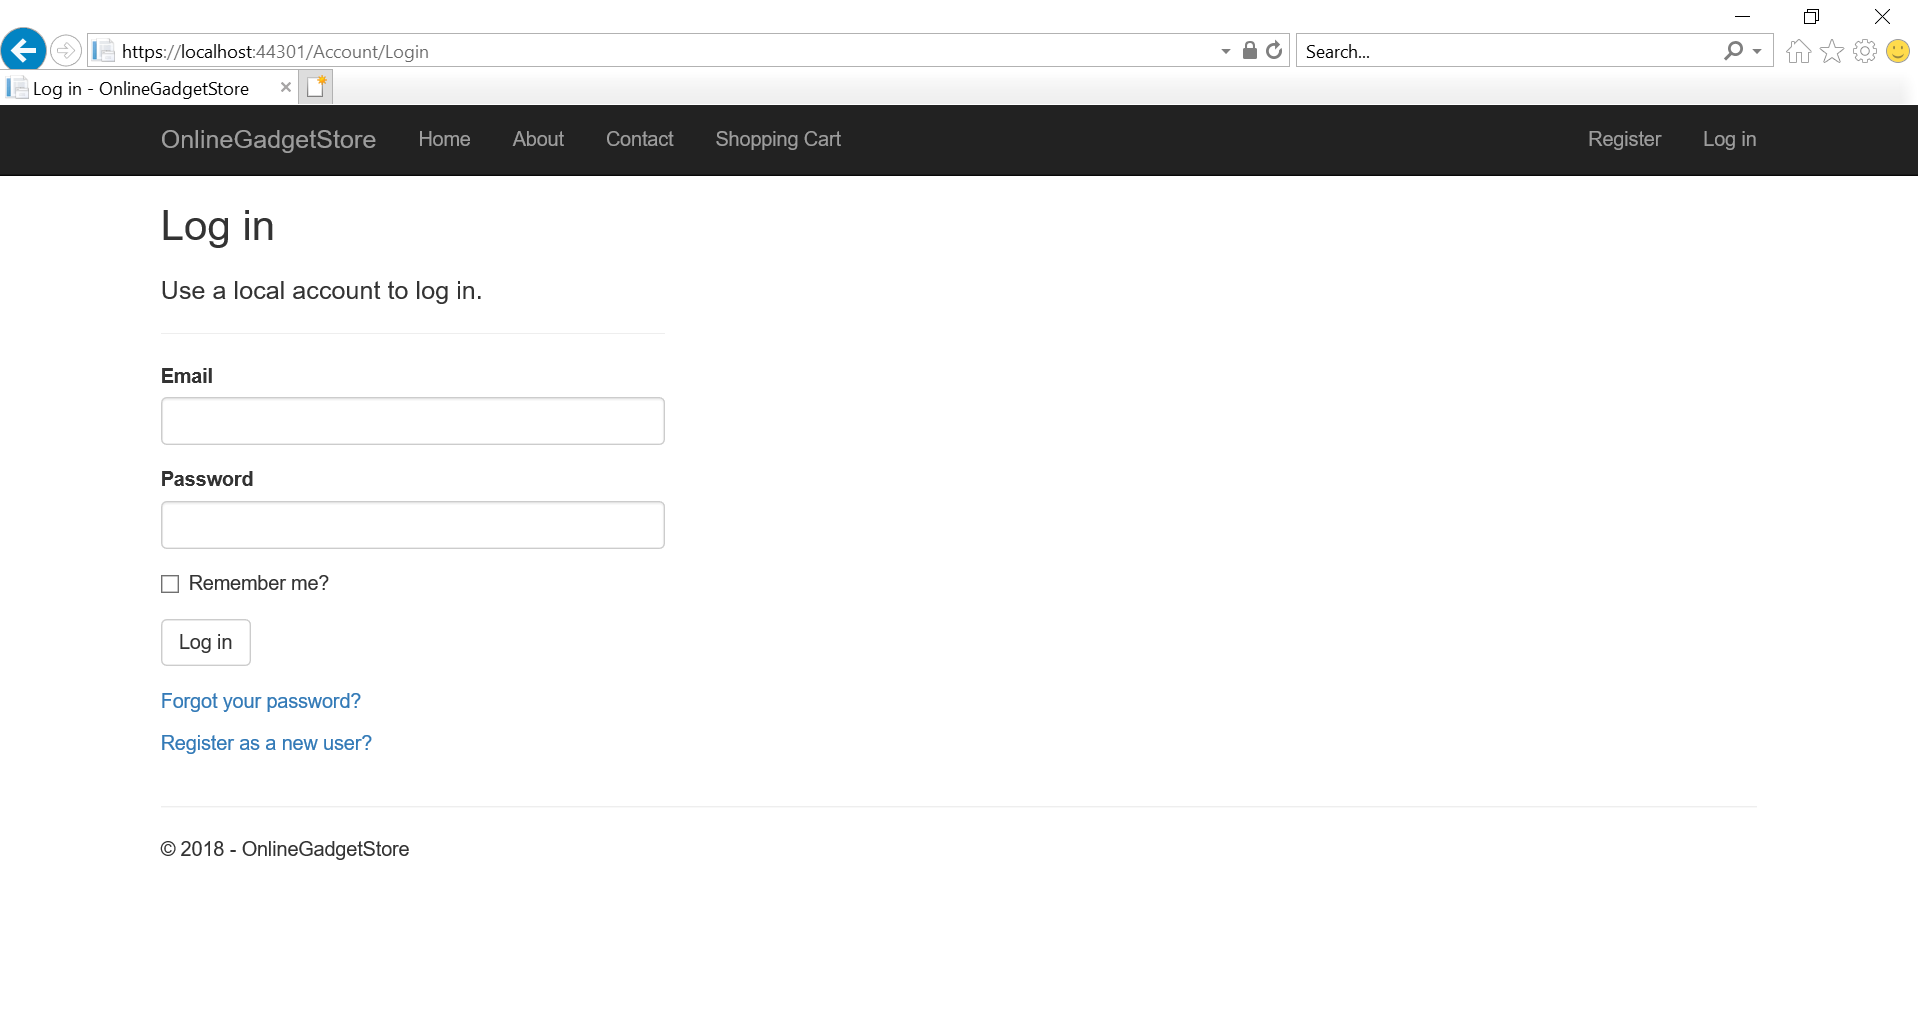 https://localhost:44301/Account/Login
Search...
Log in - OnlineGadgetStore
OnlineGadgetStore Home About Contact Shopping Cart Register Log in
Log in
Use a local account to log in.
Email
Password
Remember me?
Log in
Forgot your password?
Register as a new user?
© 2018 - OnlineGadgetStore